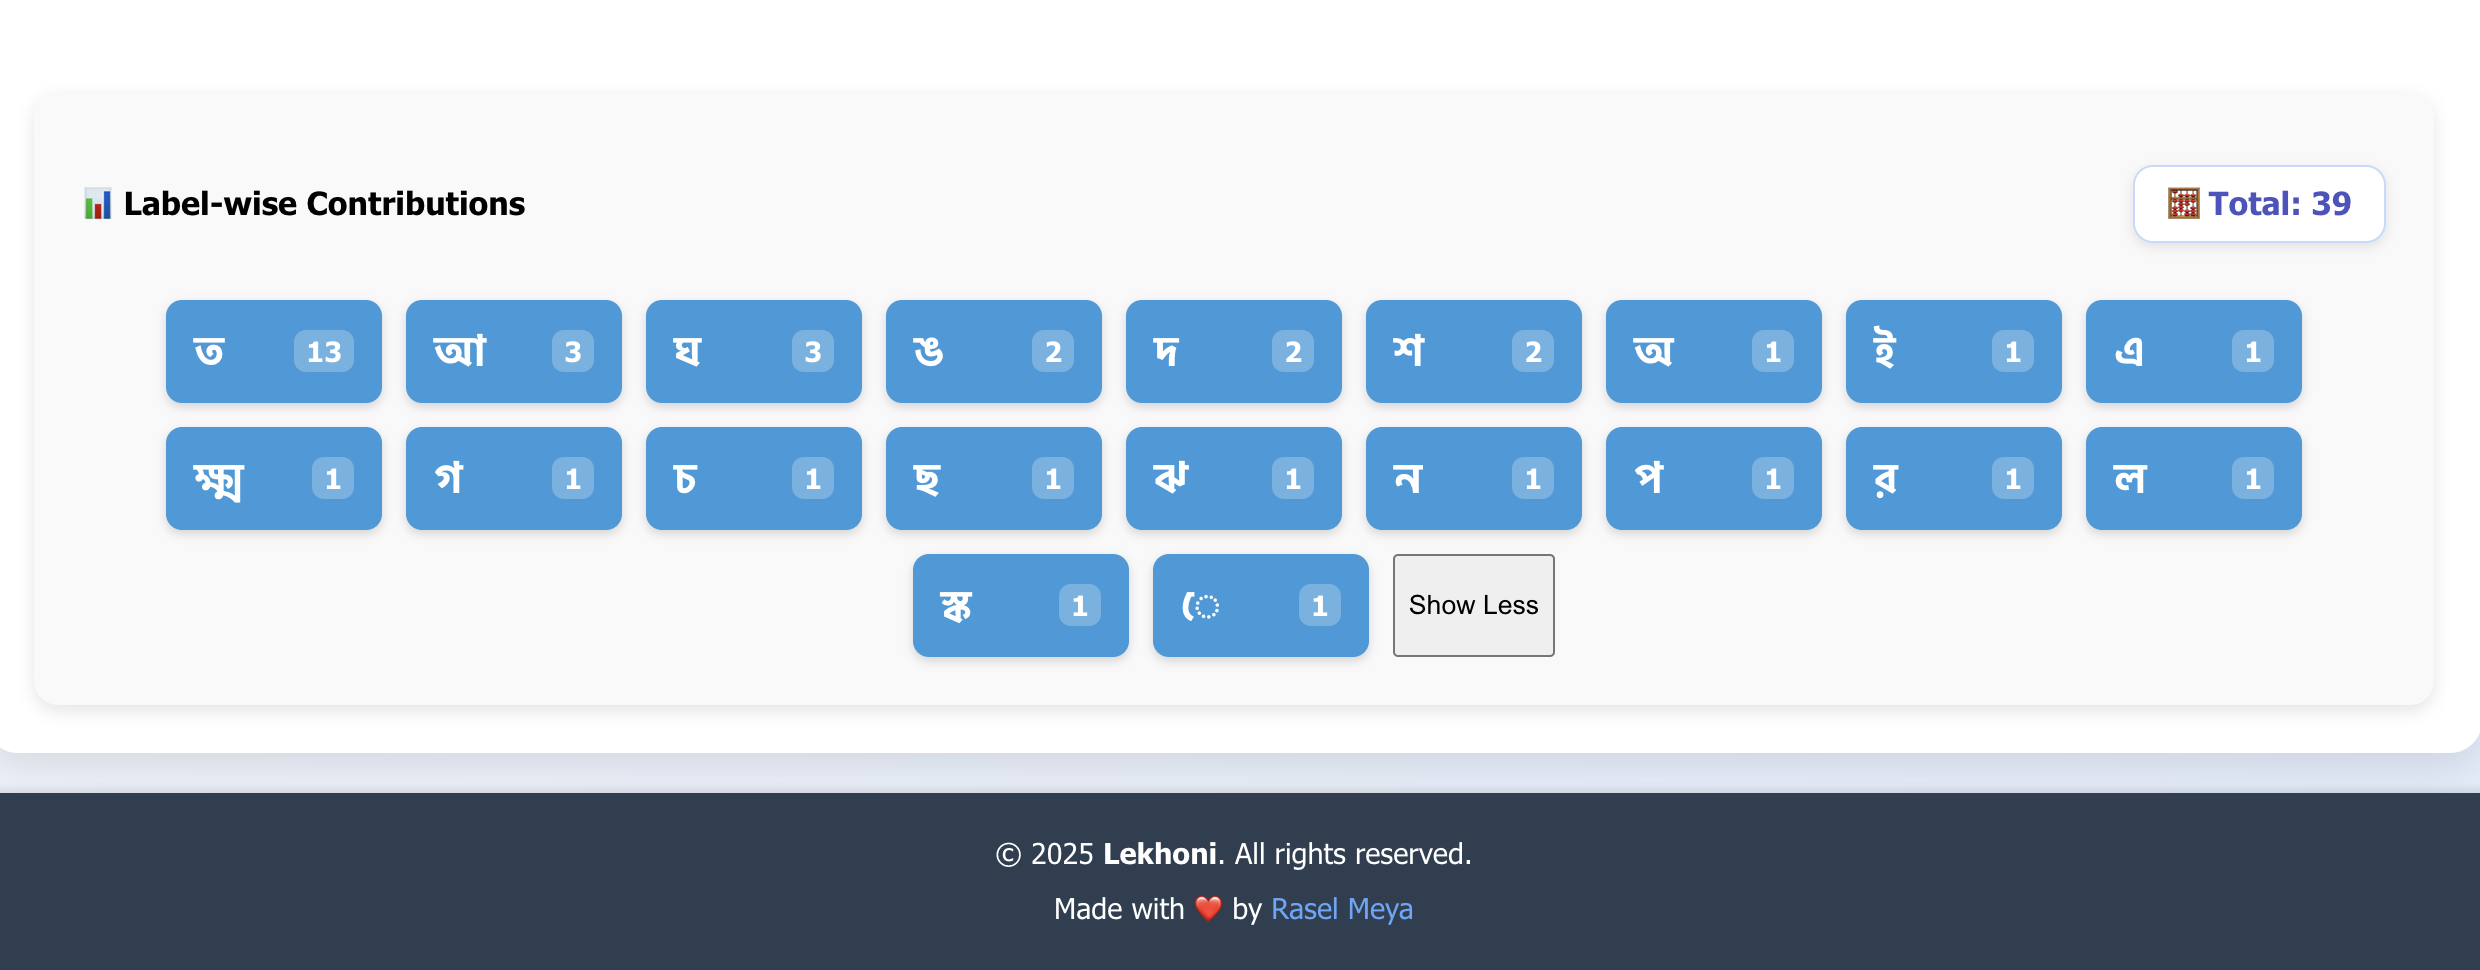 📊 Label-wise Contributions
🧮 Total: 39
ত 13 আ 3 ঘ 3 ঙ 2 দ 2 শ 2 অ 1 ই 1 এ 1
ক্ষ্ম 1 গ 1 চ 1 ছ 1 ঝ 1 ন 1 প 1 র 1 ল 1
স্ক 1 ে 1 Show Less
© 2025 Lekhoni. All rights reserved.
Made with ❤️ by Rasel Meya